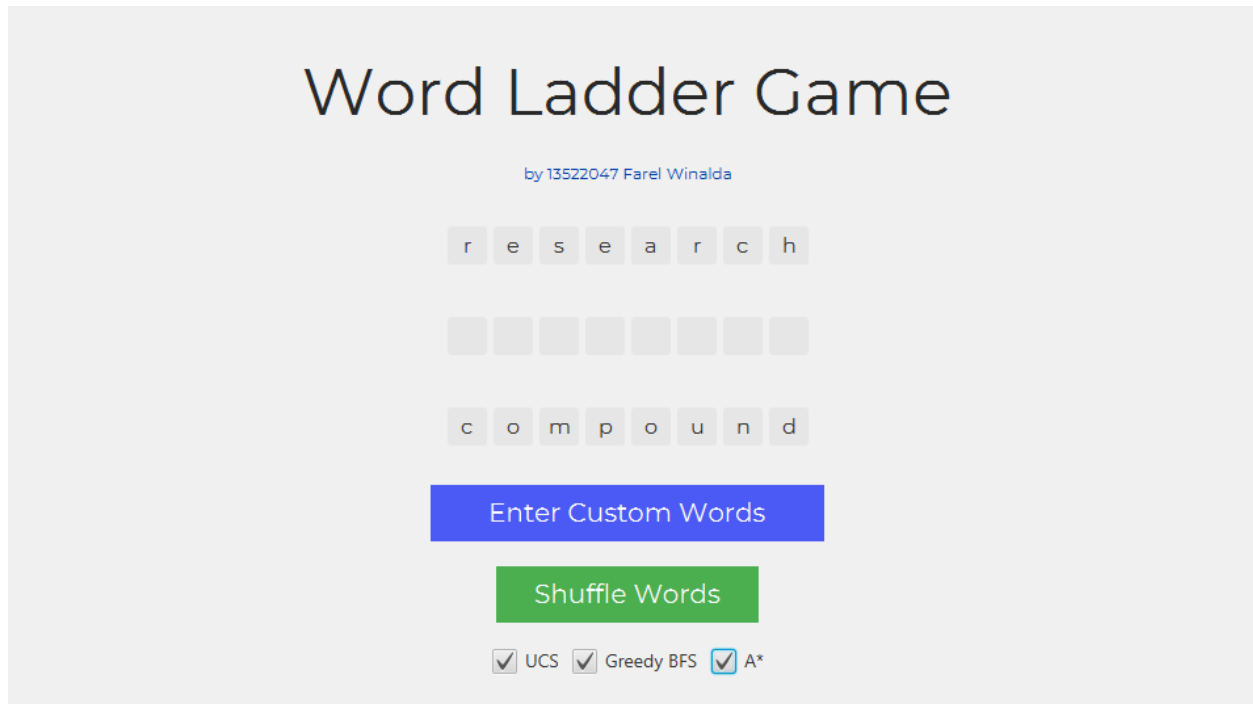 Word Ladder Game
by 13522047 Farel Winalda
r e s e a r c h
c o m p o u n d
Enter Custom Words
Shuffle Words
UCS Greedy BFS A*